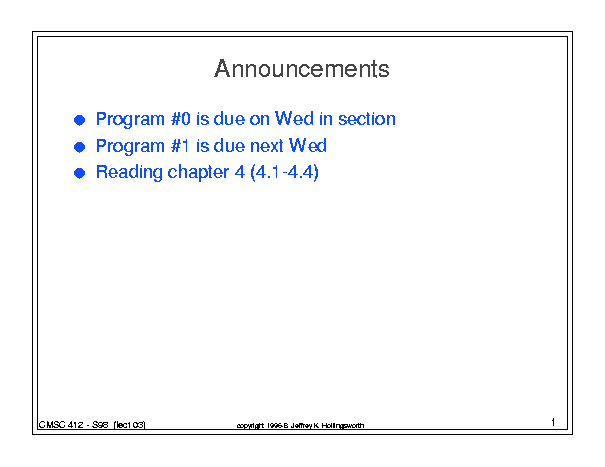 Announcements
● Program #0 is due on Wed in section
● Program #1 is due next Wed
● Reading chapter 4 (4.1-4.4)
CMSC 412 - S98 (lect 03)
copyright 1996-8 Jeffrey K. Hollingsworth
1